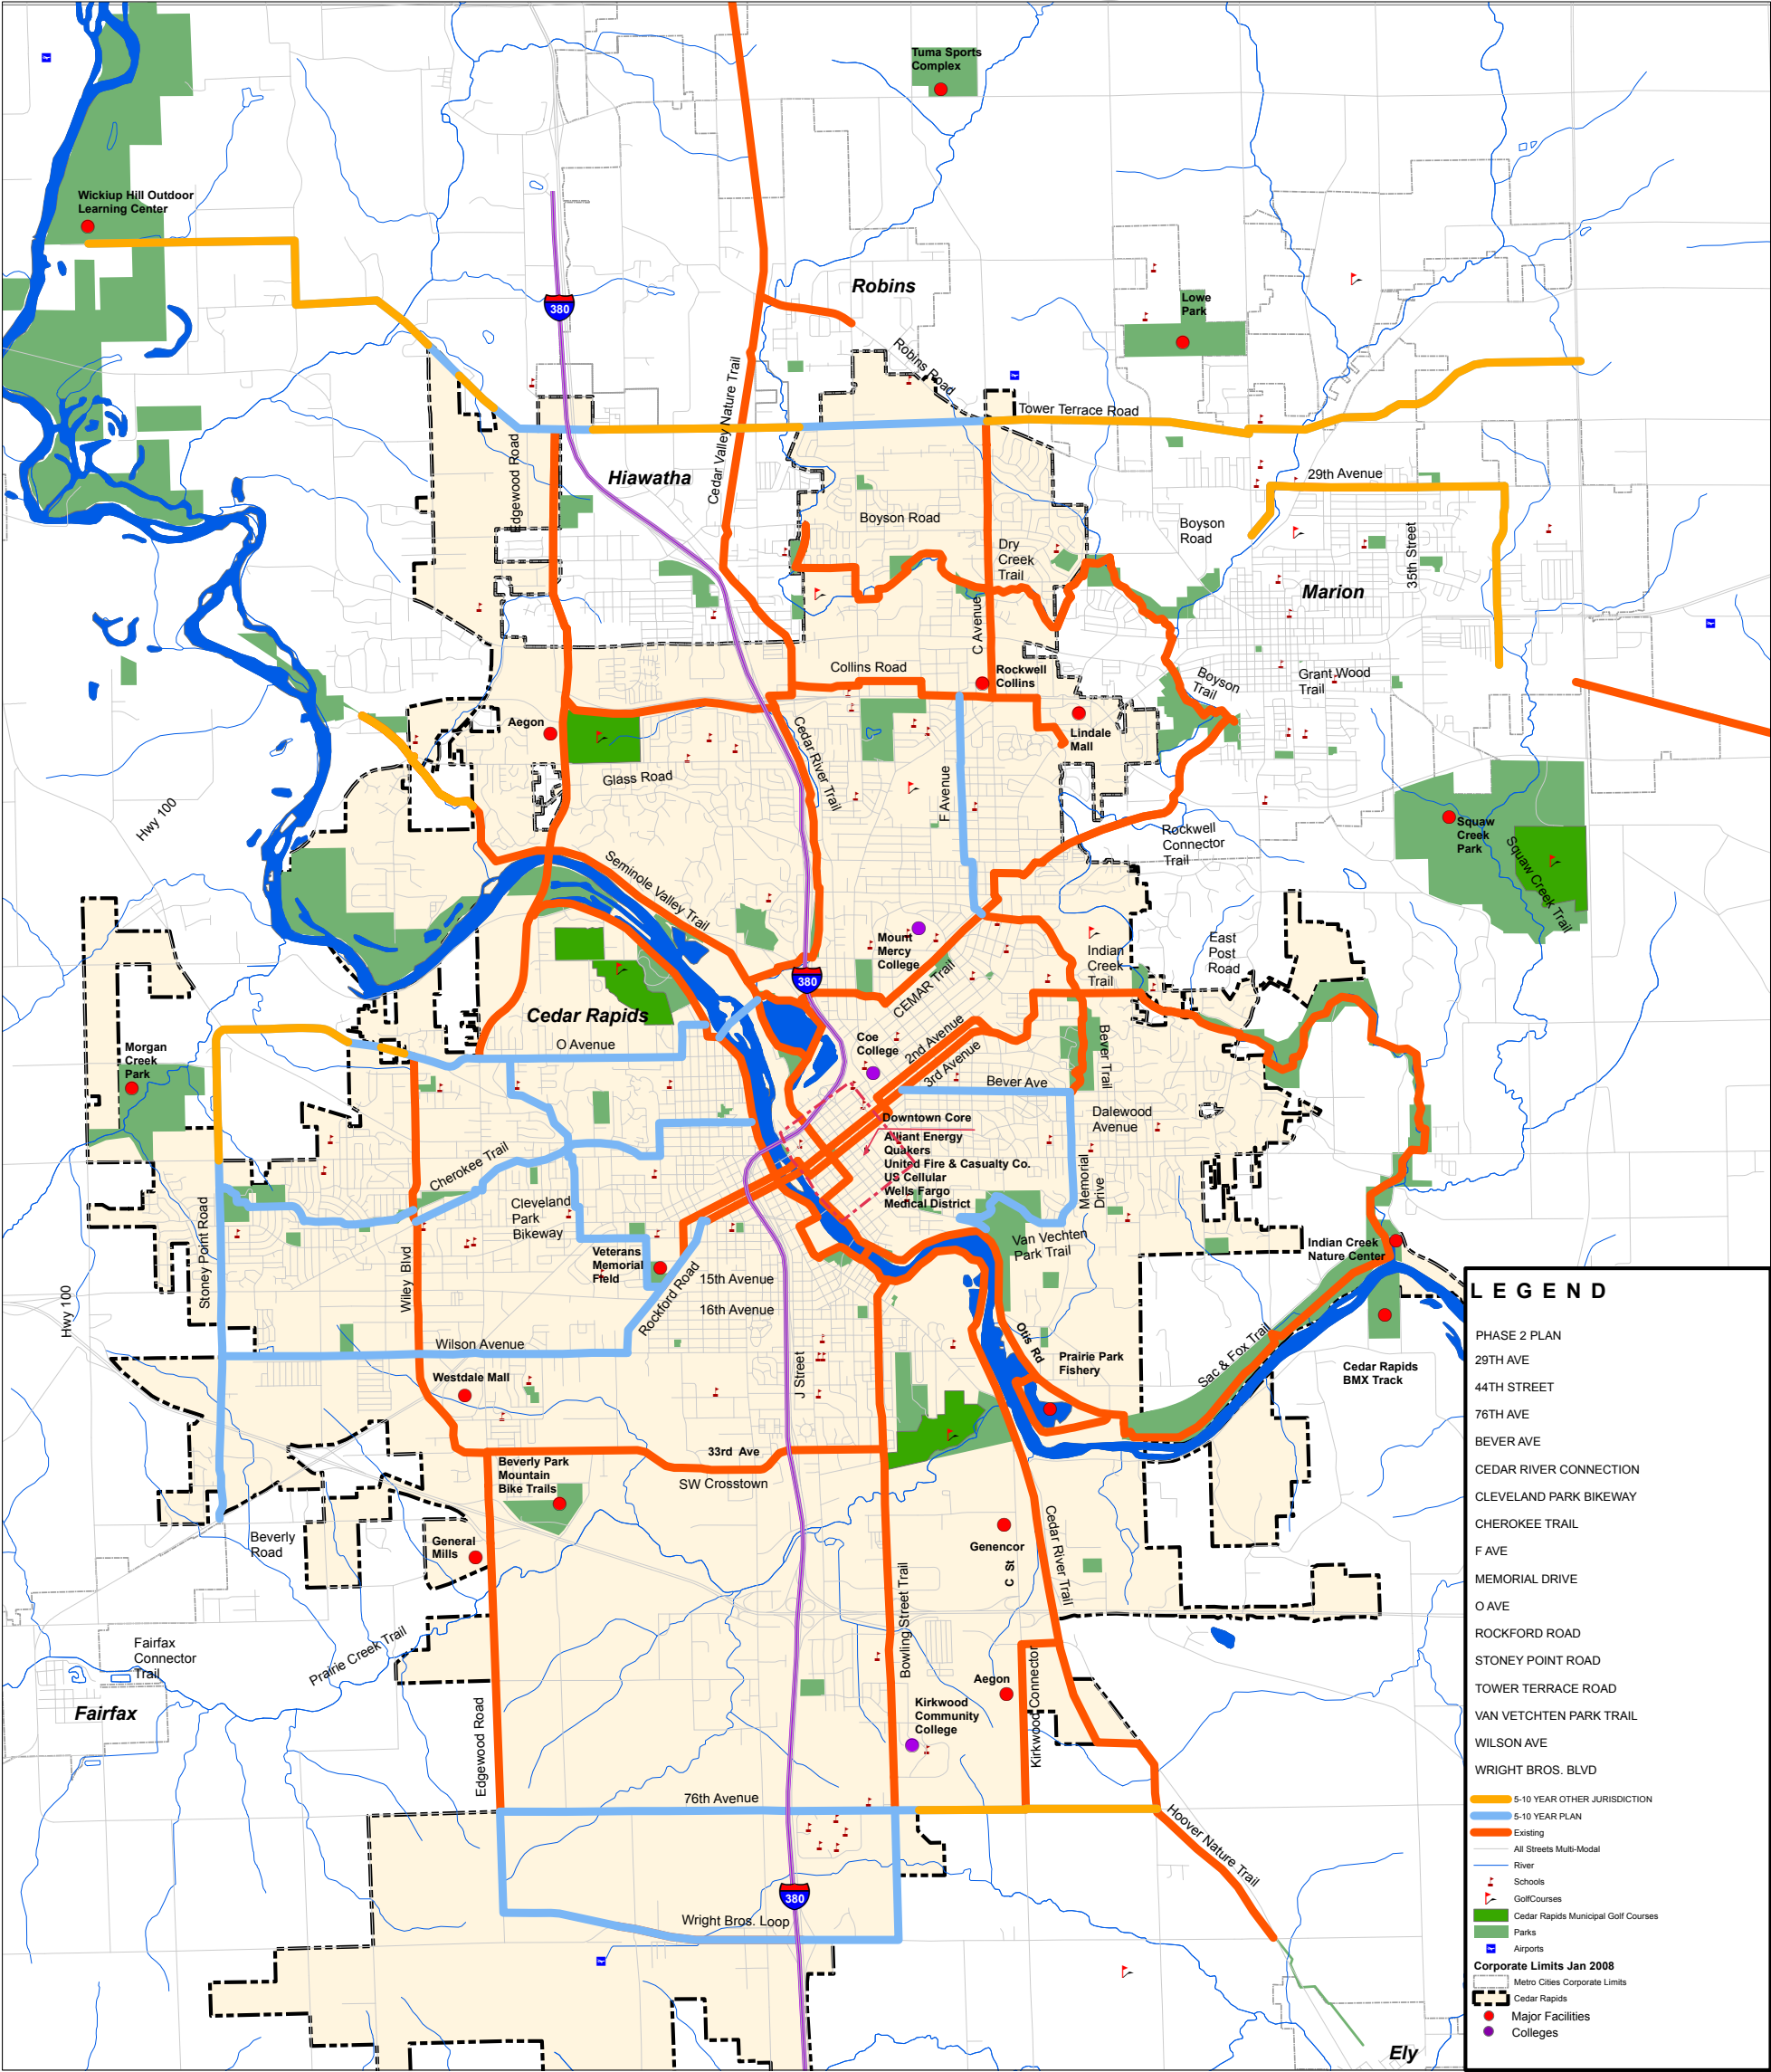 Tuma Sports
Complex
Wickiup Hill Outdoor
Learning Center
Robins
380
Lowe
Park
Robins Road
Cedar Valley Nature Trail
Tower Terrace Road
Edgewood Road
Hiawatha
29th Avenue
Boyson Road
Boyson
Road
35th Street
Dry
Creek
Trail
Marion
C Avenue
Collins Road
Rockwell
Collins
Boyson
Trail
Grant Wood
Trail
Aegon
Lindale
Mall
Cedar River Trail
Glass Road
F Avenue
Hwy 100
Squaw
Creek
Park
Squaw Creek Trail
Rockwell
Connector
Trail
Seminole Valley Trail
Mount
Mercy
College
Indian
Creek
Trail
East
Post
Road
380
CEMAR Trail
Cedar Rapids
O Avenue
Morgan
Creek
Park
Coe
College
2nd Avenue
3rd Avenue
Bever Ave
Bever Trail
Dalewood
Avenue
Downtown Core
Alliant Energy
Quakers
United Fire & Casualty Co.
US Cellular
Wells Fargo
Medical District
Cherokee Trail
Cleveland
Park
Bikeway
Memorial
Drive
Stoney Point Road
Van Vechten
Park Trail
Indian Creek
Nature Center
Veterans
Memorial
Field
Wiley Blvd
15th Avenue
Rockford Road
16th Avenue
Hwy 100
Wilson Avenue
Otis Rd
Prairie Park
Fishery
Sac & Fox Trail
Cedar Rapids
BMX Track
Westdale Mall
J Street
33rd Ave
SW Crosstown
Beverly Park
Mountain
Bike Trails
Beverly
Road
General
Mills
Genencor
C St
Cedar River Trail
Bowling Street Trail
Fairfax
Connector
Trail
Prairie Creek Trail
Fairfax
Edgewood Road
Aegon
Kirkwood
Community
College
Kirkwood Connector
76th Avenue
Hoover Nature Trail
380
Wright Bros. Loop
Ely
LEGEND
PHASE 2 PLAN
29TH AVE
44TH STREET
76TH AVE
BEVER AVE
CEDAR RIVER CONNECTION
CLEVELAND PARK BIKEWAY
CHEROKEE TRAIL
F AVE
MEMORIAL DRIVE
O AVE
ROCKFORD ROAD
STONEY POINT ROAD
TOWER TERRACE ROAD
VAN VETCHTEN PARK TRAIL
WILSON AVE
WRIGHT BROS. BLVD
5-10 YEAR OTHER JURISDICTION
5-10 YEAR PLAN
Existing
All Streets Multi-Modal
River
Schools
GolfCourses
Cedar Rapids Municipal Golf Courses
Parks
Airports
Corporate Limits Jan 2008
Metro Cities Corporate Limits
Cedar Rapids
Major Facilities
Colleges